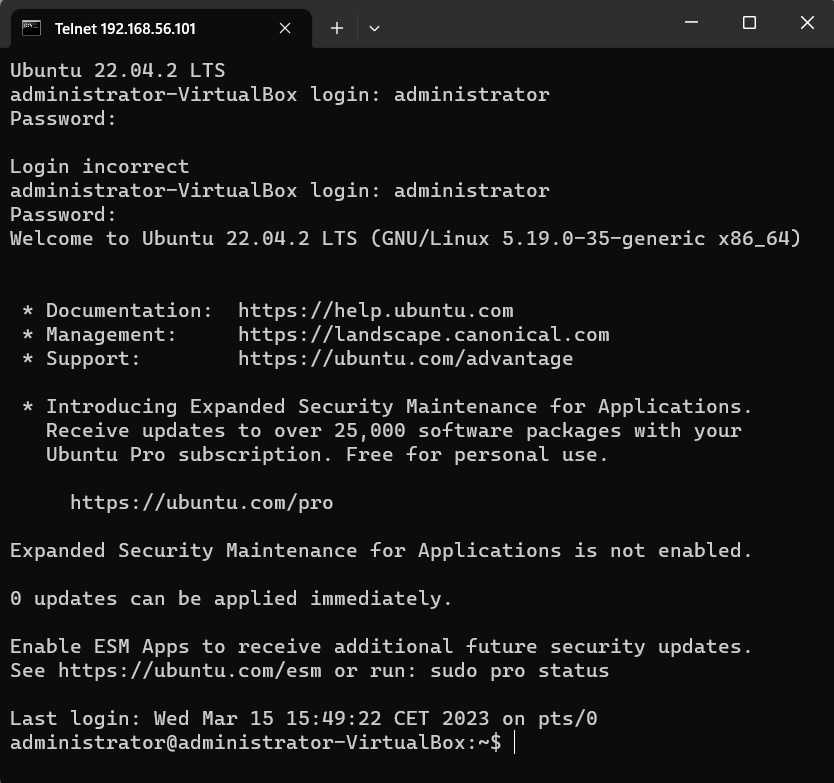 Telnet 192.168.56.101
Ubuntu 22.04.2 LTS
administrator-VirtualBox login: administrator
Password:
Login incorrect
administrator-VirtualBox login: administrator
Password:
Welcome to Ubuntu 22.04.2 LTS (GNU/Linux 5.19.0-35-generic x86_64)
* Documentation:  https://help.ubuntu.com
* Management:     https://landscape.canonical.com
* Support:        https://ubuntu.com/advantage
* Introducing Expanded Security Maintenance for Applications.
Receive updates to over 25,000 software packages with your
Ubuntu Pro subscription. Free for personal use.
https://ubuntu.com/pro
Expanded Security Maintenance for Applications is not enabled.
0 updates can be applied immediately.
Enable ESM Apps to receive additional future security updates.
See https://ubuntu.com/esm or run: sudo pro status
Last login: Wed Mar 15 15:49:22 CET 2023 on pts/0
administrator@administrator-VirtualBox:~$